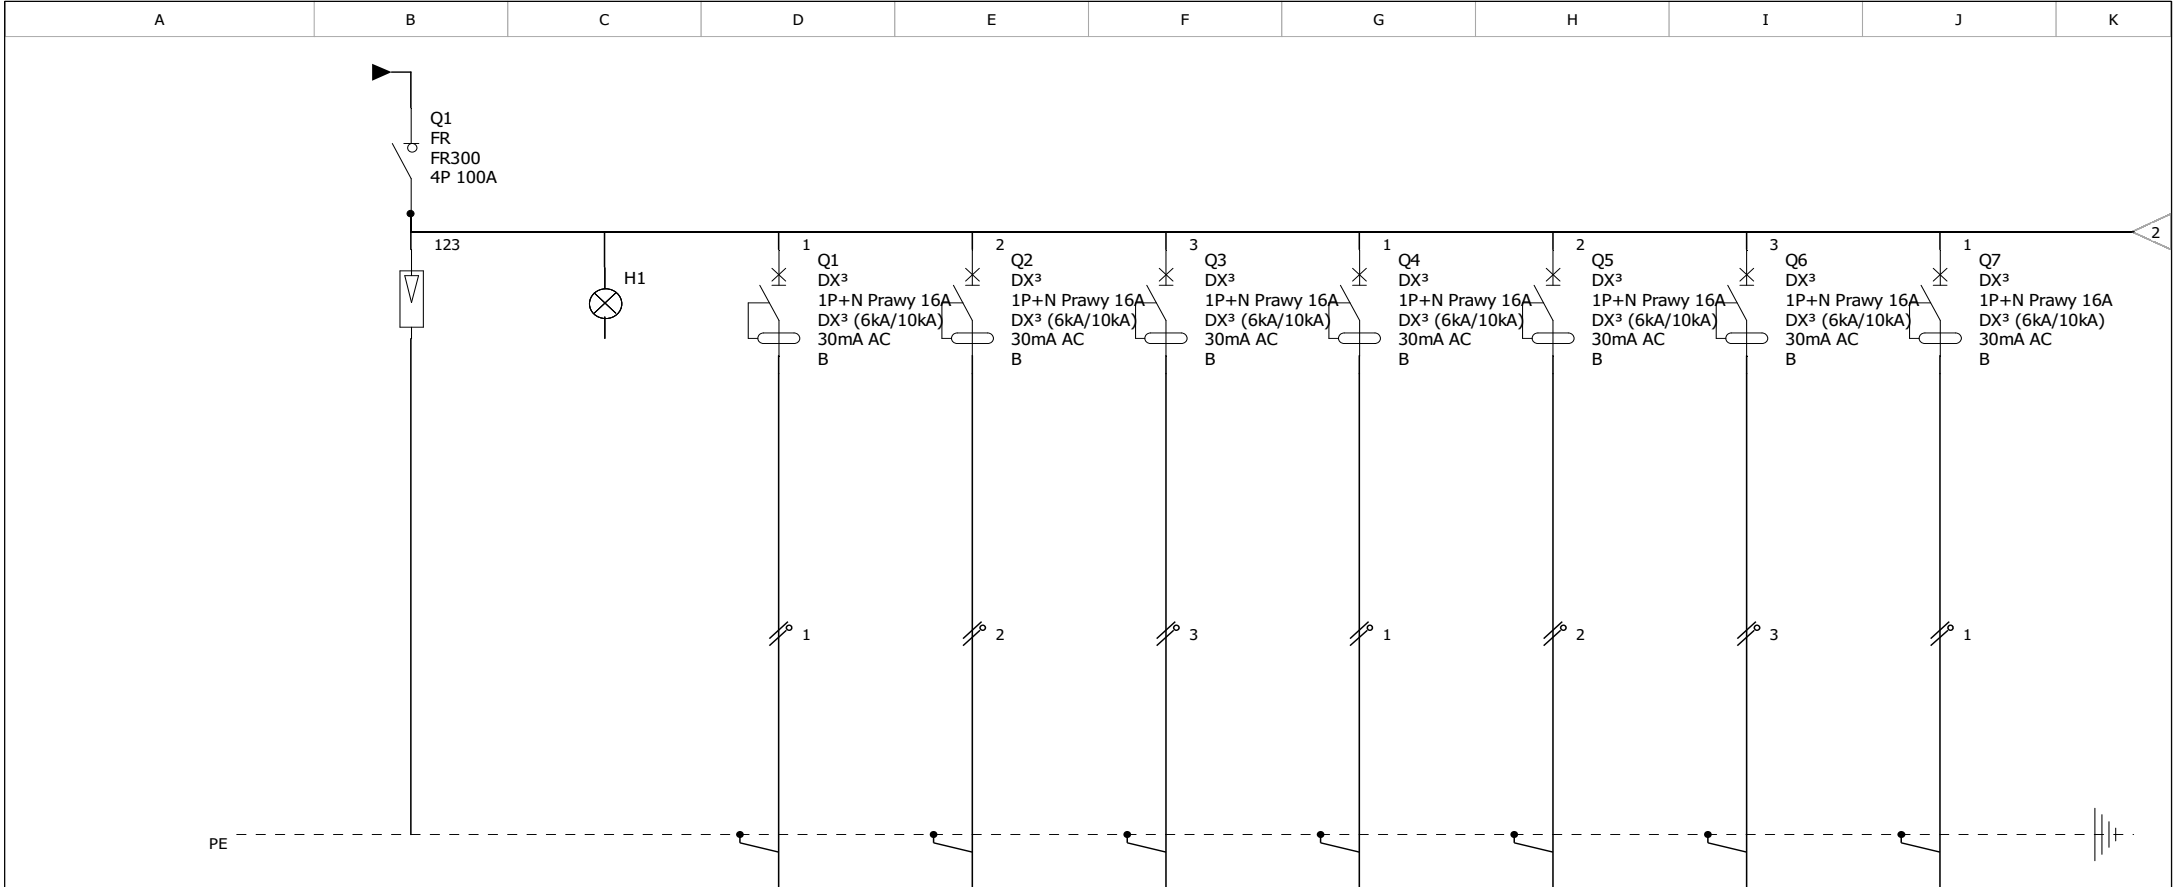 A
B
C
D
E
F
G
H
I
J
K
Q1
FR
FR300
4P 100A
2
123
H1
1
Q1
DX³
1P+N Prawy 16A
DX³ (6kA/10kA)
30mA AC
B
2
Q2
DX³
1P+N Prawy 16A
DX³ (6kA/10kA)
30mA AC
B
3
Q3
DX³
1P+N Prawy 16A
DX³ (6kA/10kA)
30mA AC
B
1
Q4
DX³
1P+N Prawy 16A
DX³ (6kA/10kA)
30mA AC
B
2
Q5
DX³
1P+N Prawy 16A
DX³ (6kA/10kA)
30mA AC
B
3
Q6
DX³
1P+N Prawy 16A
DX³ (6kA/10kA)
30mA AC
B
1
Q7
DX³
1P+N Prawy 16A
DX³ (6kA/10kA)
30mA AC
B
1
2
3
1
2
3
1
PE